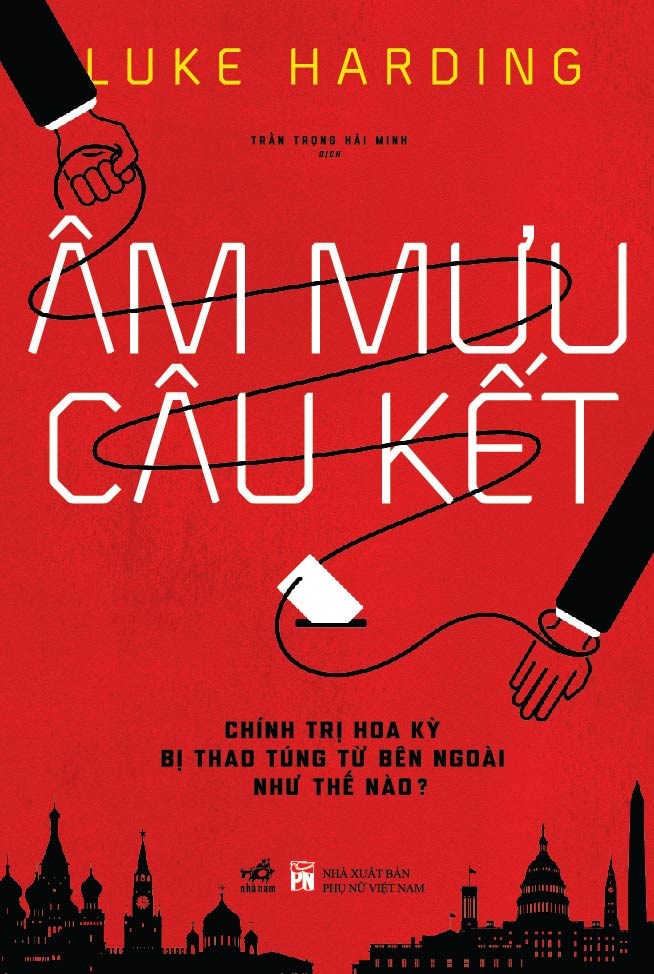 LUKE HARDING
TRẦN TRỌNG HẢI MINH
DỊCH
ÂM MƯU
CÂU KẾT
CHÍNH TRỊ HOA KỲ
BỊ THAO TÚNG TỪ BÊN NGOÀI
NHƯ THẾ NÀO?
nhã nam
PN
NHÀ XUẤT BẢN
PHỤ NỮ VIỆT NAM